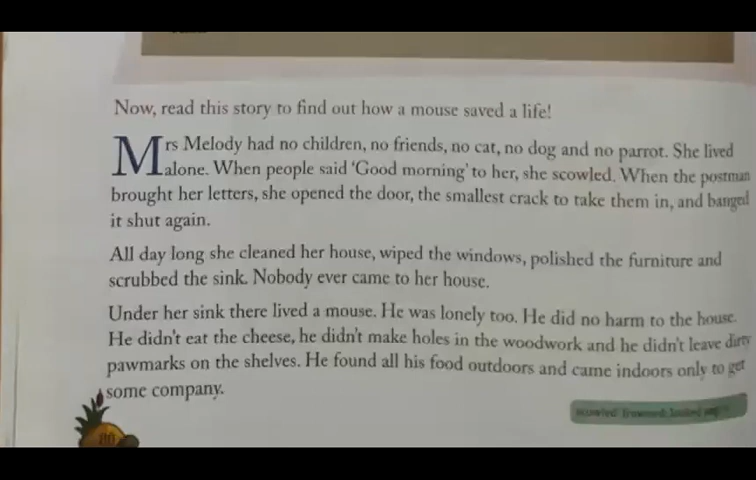 Now, read this story to find out how a mouse saved a life!
Mrs Melody had no children, no friends, no cat, no dog and no parrot. She lived
alone. When people said 'Good morning' to her, she scowled. When the postman
brought her letters, she opened the door, the smallest crack to take them in, and banged
it shut again.
All day long she cleaned her house, wiped the windows, polished the furniture and
scrubbed the sink. Nobody ever came to her house.
Under her sink there lived a mouse. He was lonely too. He did no harm to the house.
He didn't eat the cheese, he didn't make holes in the woodwork and he didn't leave dirty
pawmarks on the shelves. He found all his food outdoors and came indoors only to get
some company.
scowled: frowned; looked
80